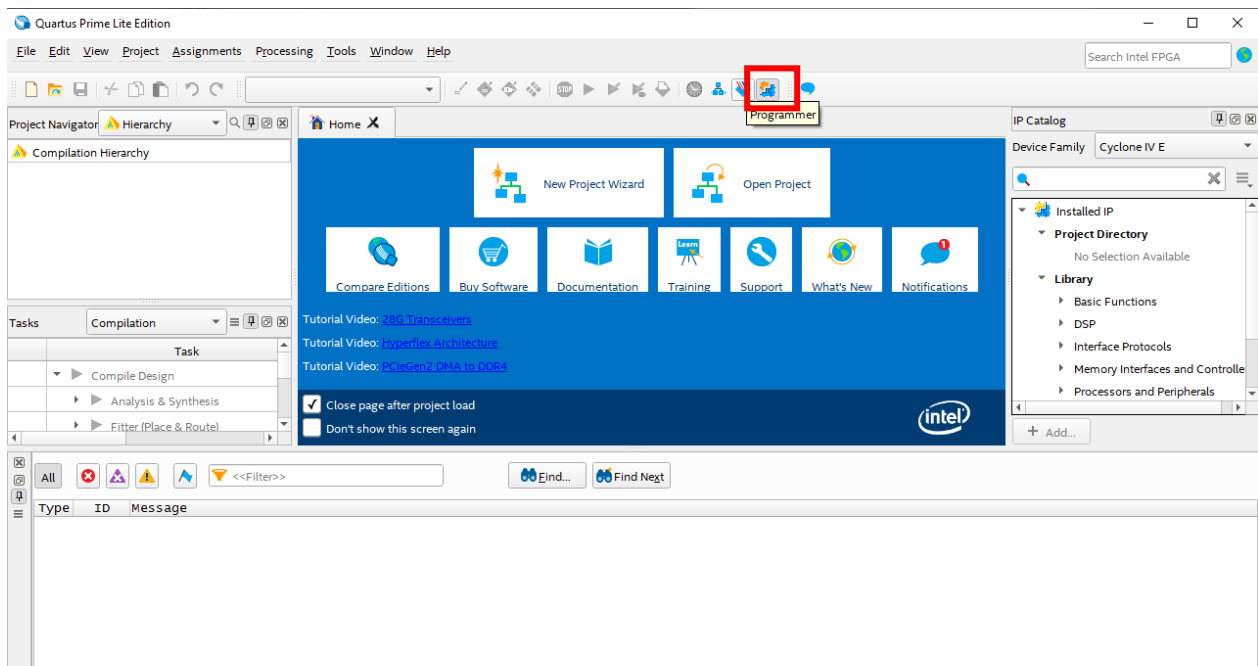 Quartus Prime Lite Edition
File Edit View Project Assignments Processing Tools Window Help
Search Intel FPGA
STOP
Programmer
Project Navigator Hierarchy
Home
IP Catalog
Compilation Hierarchy
Device Family Cyclone IV E
New Project Wizard
Open Project
Installed IP
Project Directory
No Selection Available
Library
Basic Functions
DSP
Interface Protocols
Memory Interfaces and Controlle
Processors and Peripherals
+ Add...
Learn
1
Compare Editions Buy Software Documentation Training Support What's New Notifications
Tasks Compilation
Task
Compile Design
Analysis & Synthesis
Fitter (Place & Route)
Tutorial Video: 28G Transceivers
Tutorial Video: Hyperflex Architecture
Tutorial Video: PCIeGen2 DMA to DDR4
Close page after project load
Don't show this screen again
intel
All <<Filter>> Find... Find Next
Type ID Message